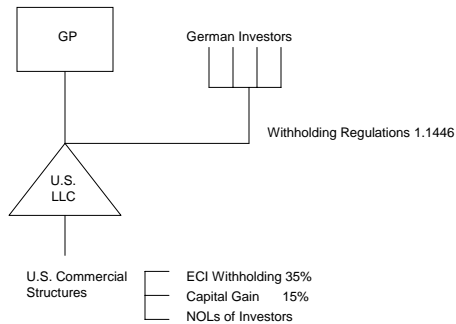 GP
German Investors
Withholding Regulations 1.1446
U.S.
LLC
U.S. Commercial
Structures
ECI Withholding 35%
Capital Gain 15%
NOLs of Investors